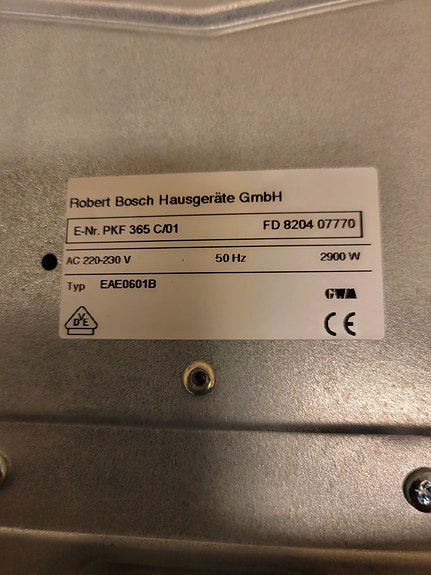 Robert Bosch Hausgeräte GmbH
E-Nr. PKF 365 C/01 FD 8204 07770
AC 220-230 V 50 Hz 2900 W
Typ EAE0601B
GWA
DVE
CE